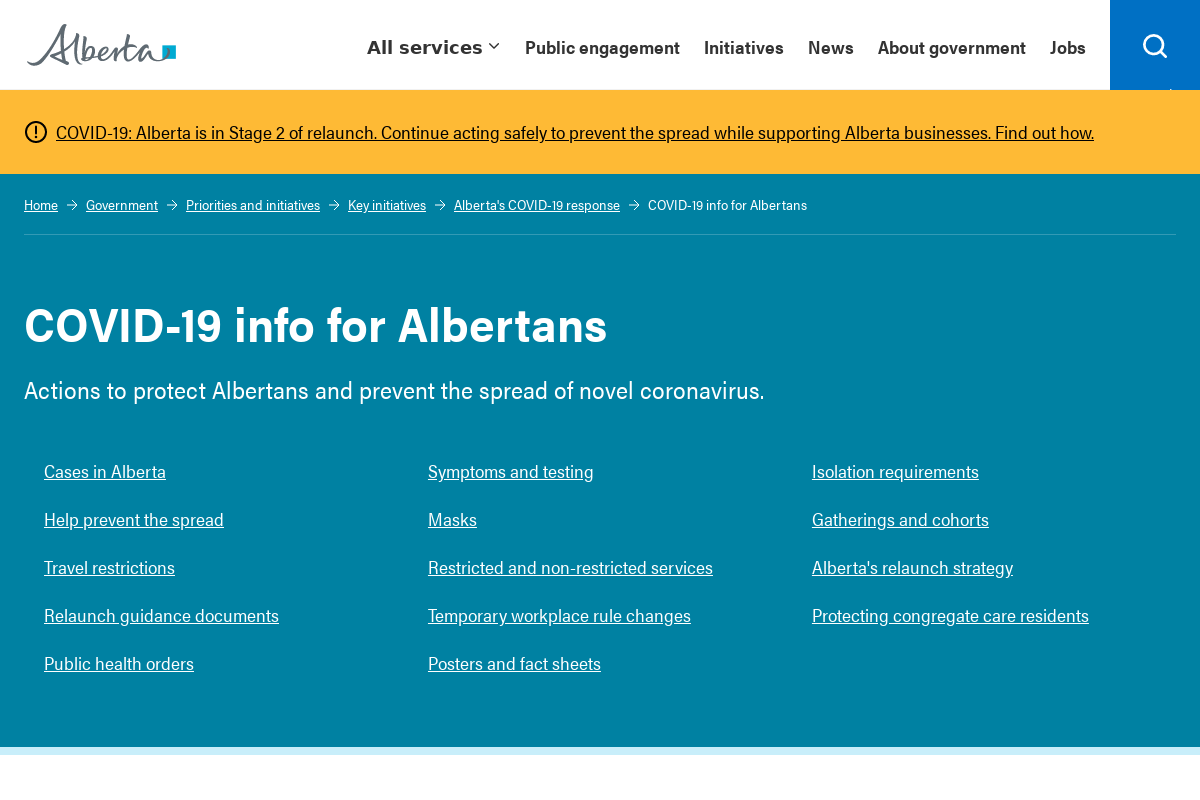 Alberta
All services
Public engagement
Initiatives
News
About government
Jobs
COVID-19: Alberta is in Stage 2 of relaunch. Continue acting safely to prevent the spread while supporting Alberta businesses. Find out how.
Home
Government
Priorities and initiatives
Key initiatives
Alberta's COVID-19 response
COVID-19 info for Albertans
COVID-19 info for Albertans
Actions to protect Albertans and prevent the spread of novel coronavirus.
Cases in Alberta
Symptoms and testing
Isolation requirements
Help prevent the spread
Masks
Gatherings and cohorts
Travel restrictions
Restricted and non-restricted services
Alberta's relaunch strategy
Relaunch guidance documents
Temporary workplace rule changes
Protecting congregate care residents
Public health orders
Posters and fact sheets